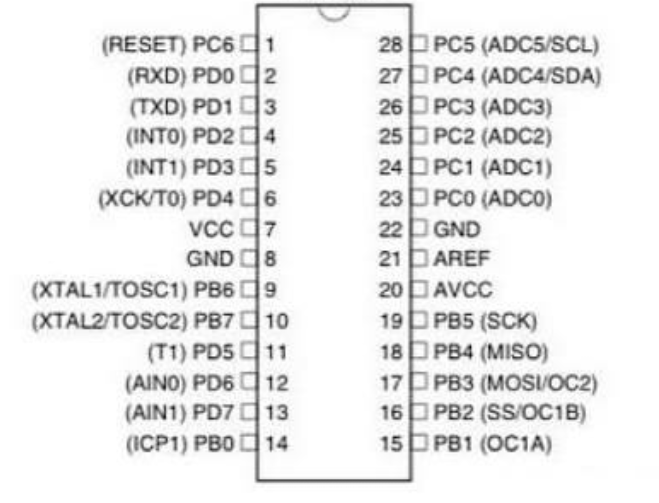 (RESET) PC6 1 28 PC5 (ADC5/SCL)
(RXD) PD0 2 27 PC4 (ADC4/SDA)
(TXD) PD1 3 26 PC3 (ADC3)
(INT0) PD2 4 25 PC2 (ADC2)
(INT1) PD3 5 24 PC1 (ADC1)
(XCK/T0) PD4 6 23 PC0 (ADC0)
VCC 7 22 GND
GND 8 21 AREF
(XTAL1/TOSC1) PB6 9 20 AVCC
(XTAL2/TOSC2) PB7 10 19 PB5 (SCK)
(T1) PD5 11 18 PB4 (MISO)
(AIN0) PD6 12 17 PB3 (MOSI/OC2)
(AIN1) PD7 13 16 PB2 (SS/OC1B)
(ICP1) PB0 14 15 PB1 (OC1A)